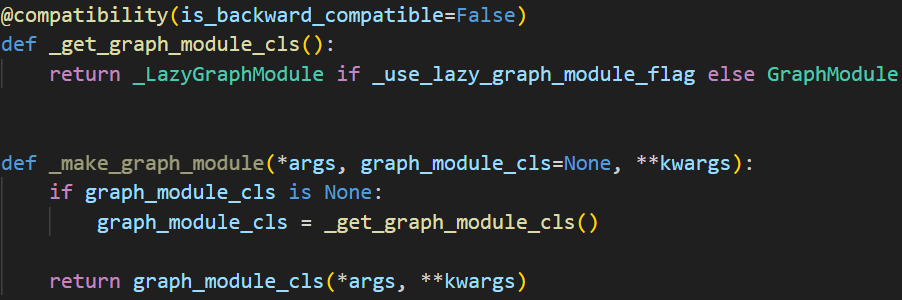 @compatibility(is_backward_compatible=False)
def _get_graph_module_cls():
    return _LazyGraphModule if _use_lazy_graph_module_flag else GraphModule
def _make_graph_module(*args, graph_module_cls=None, **kwargs):
    if graph_module_cls is None:
        graph_module_cls = _get_graph_module_cls()
    return graph_module_cls(*args, **kwargs)